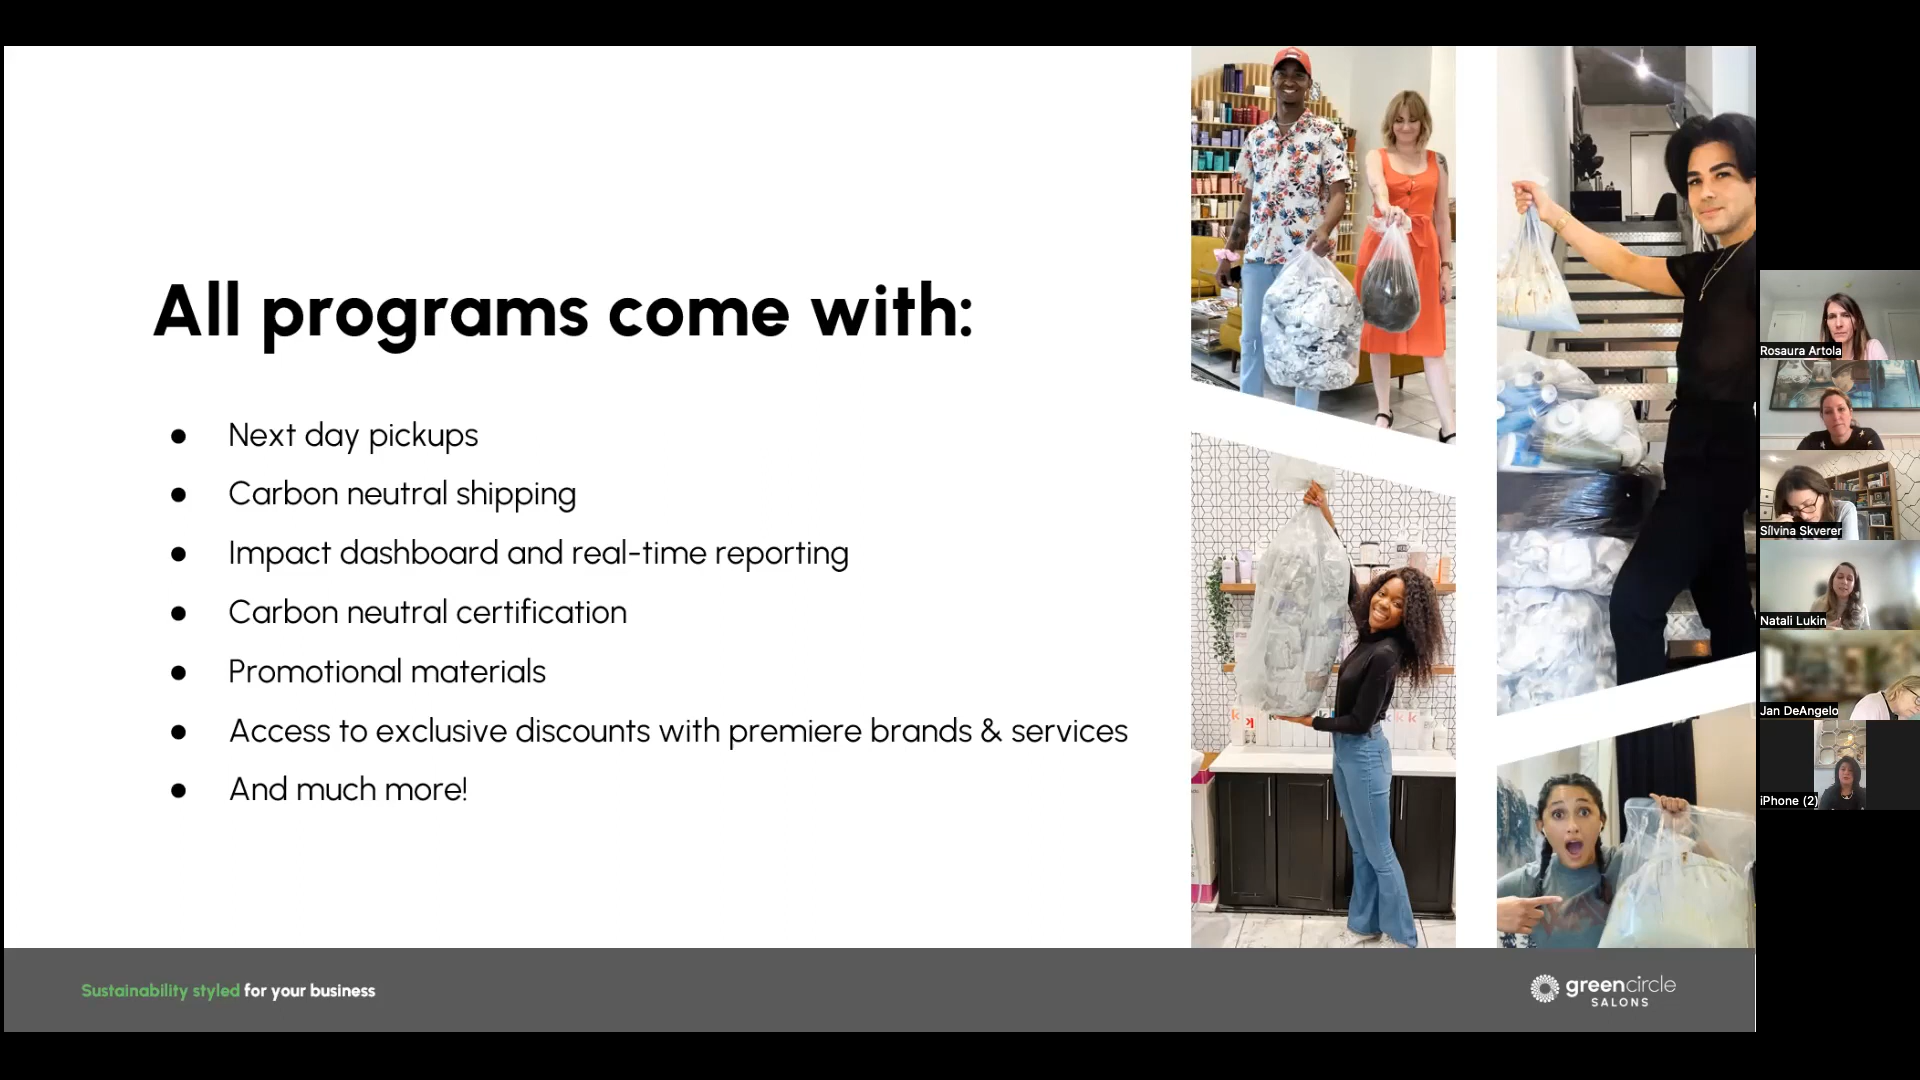 All programs come with:
● Next day pickups
● Carbon neutral shipping
● Impact dashboard and real-time reporting
● Carbon neutral certification
● Promotional materials
● Access to exclusive discounts with premiere brands & services
● And much more!
Sustainability styled for your business
greencircle
SALONS
Rosaura Artola
Silvina Skverer
Natali Lukin
Jan DeAngelo
iPhone (2)